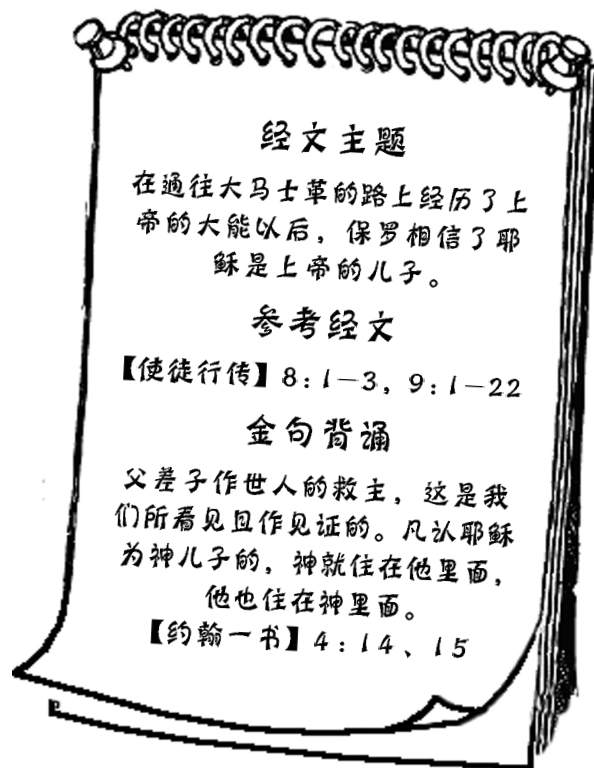 经文主题
在通往大马士革的路上经历了上
帝的大能以后，保罗相信了耶
稣是上帝的儿子。
参考经文
【使徒行传】8:1-3, 9:1-22
金句背诵
父差子作世人的救主，这是我
们所看见且作见证的。凡认耶稣
为神儿子的，神就住在他里面，
他也住在神里面。
【约翰一书】4:14、15